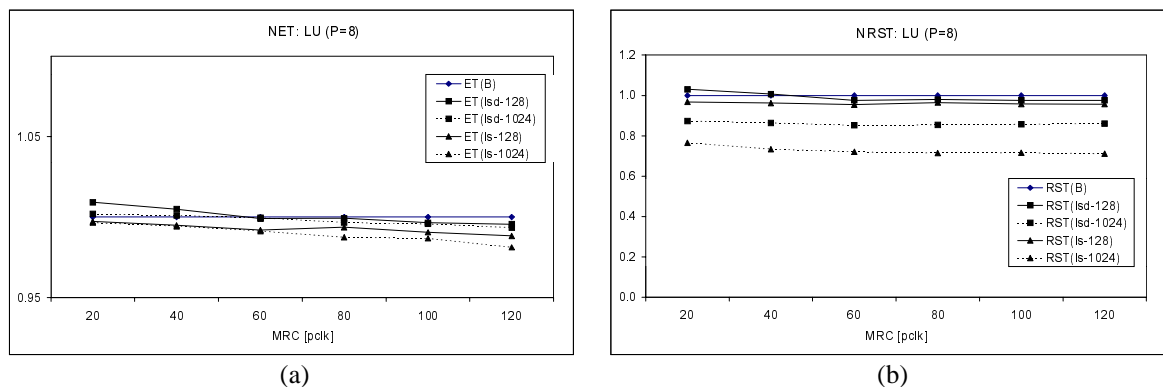 NET: LU (P=8)
1.05
0.95
ET(B)
ET(lsd-128)
ET(lsd-1024)
ET(ls-128)
ET(ls-1024)
20 40 60 80 100 120
MRC [pclk]
(a)
NRST: LU (P=8)
1.2
1.0
0.8
0.6
0.4
0.2
0.0
RST(B)
RST(lsd-128)
RST(lsd-1024)
RST(ls-128)
RST(ls-1024)
20 40 60 80 100 120
MRC [pclk]
(b)